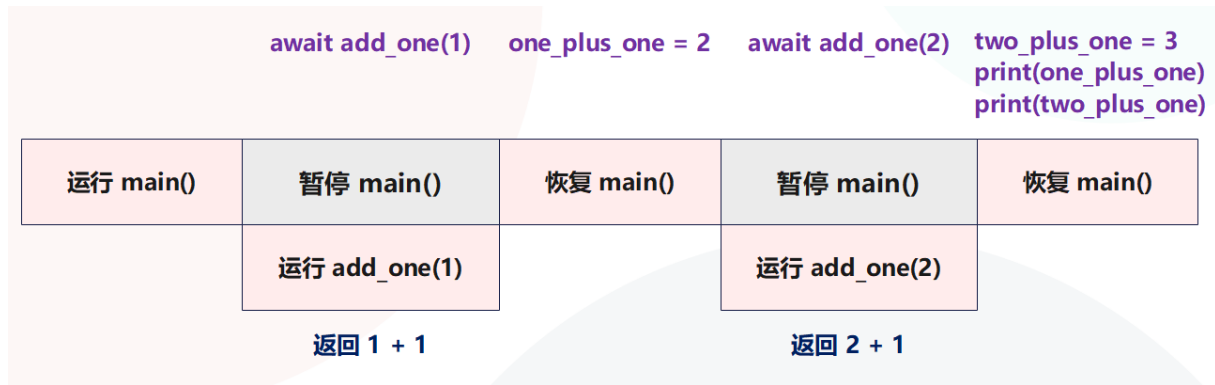 await add_one(1)
one_plus_one = 2
await add_one(2)
two_plus_one = 3
print(one_plus_one)
print(two_plus_one)
运行 main()
暂停 main()
恢复 main()
暂停 main()
恢复 main()
运行 add_one(1)
运行 add_one(2)
返回 1 + 1
返回 2 + 1